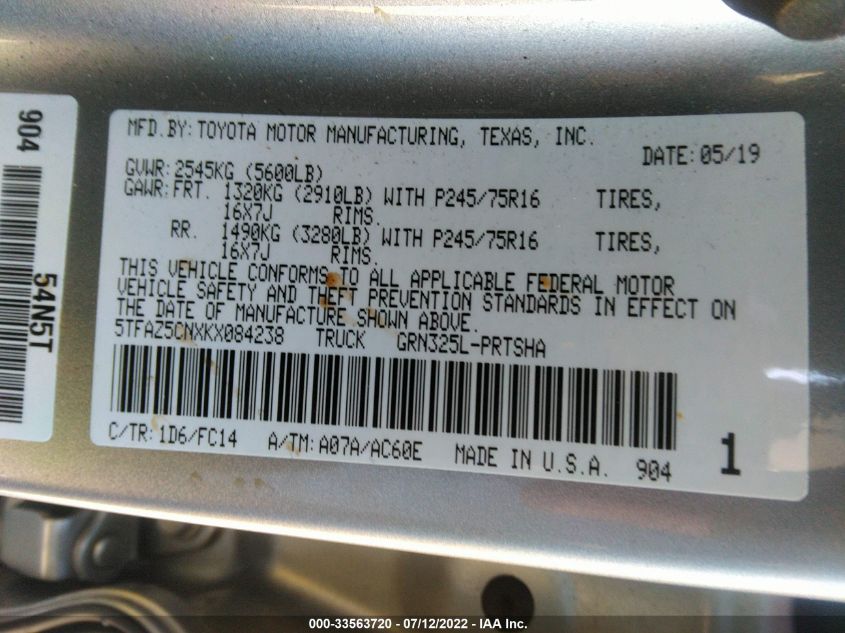 904
54N5T
MFD.BY: TOYOTA MOTOR MANUFACTURING, TEXAS, INC.
DATE: 05/19
GVWR: 2545KG (5600LB)
GAWR: FRT. 1320KG (2910LB) WITH P245/75R16 TIRES,
16X7J RIMS.
RR. 1490KG (3280LB) WITH P245/75R16 TIRES,
16X7J RIMS.
THIS VEHICLE CONFORMS TO ALL APPLICABLE FEDERAL MOTOR
VEHICLE SAFETY AND THEFT PREVENTION STANDARDS IN EFFECT ON
THE DATE OF MANUFACTURE SHOWN ABOVE.
5TFAZ5CNXKX084238 TRUCK GRN325L-PRTSHA
C/TR: 1D6/FC14 A/TM: A07A/AC60E MADE IN U.S.A. 904 1
000-33563720 - 07/12/2022 - IAA Inc.